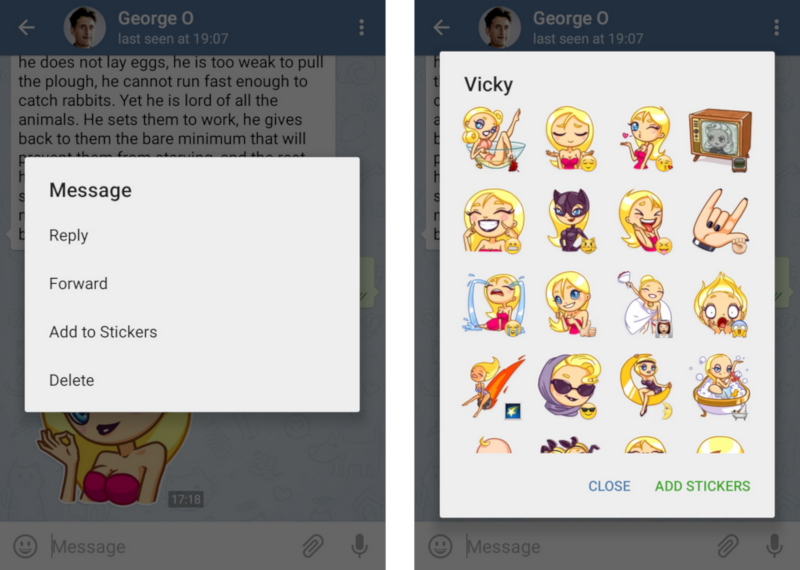 George O
last seen at 19:07
he does not lay eggs, he is too weak to pull
the plough, he cannot run fast enough to
catch rabbits. Yet he is lord of all the
animals. He sets them to work, he gives
back to them the bare minimum that will
prevent them from starving, and the rest
Message
Reply
Forward
Add to Stickers
Delete
17:18
Message
George O
last seen at 19:07
Vicky
CLOSE
ADD STICKERS
Message